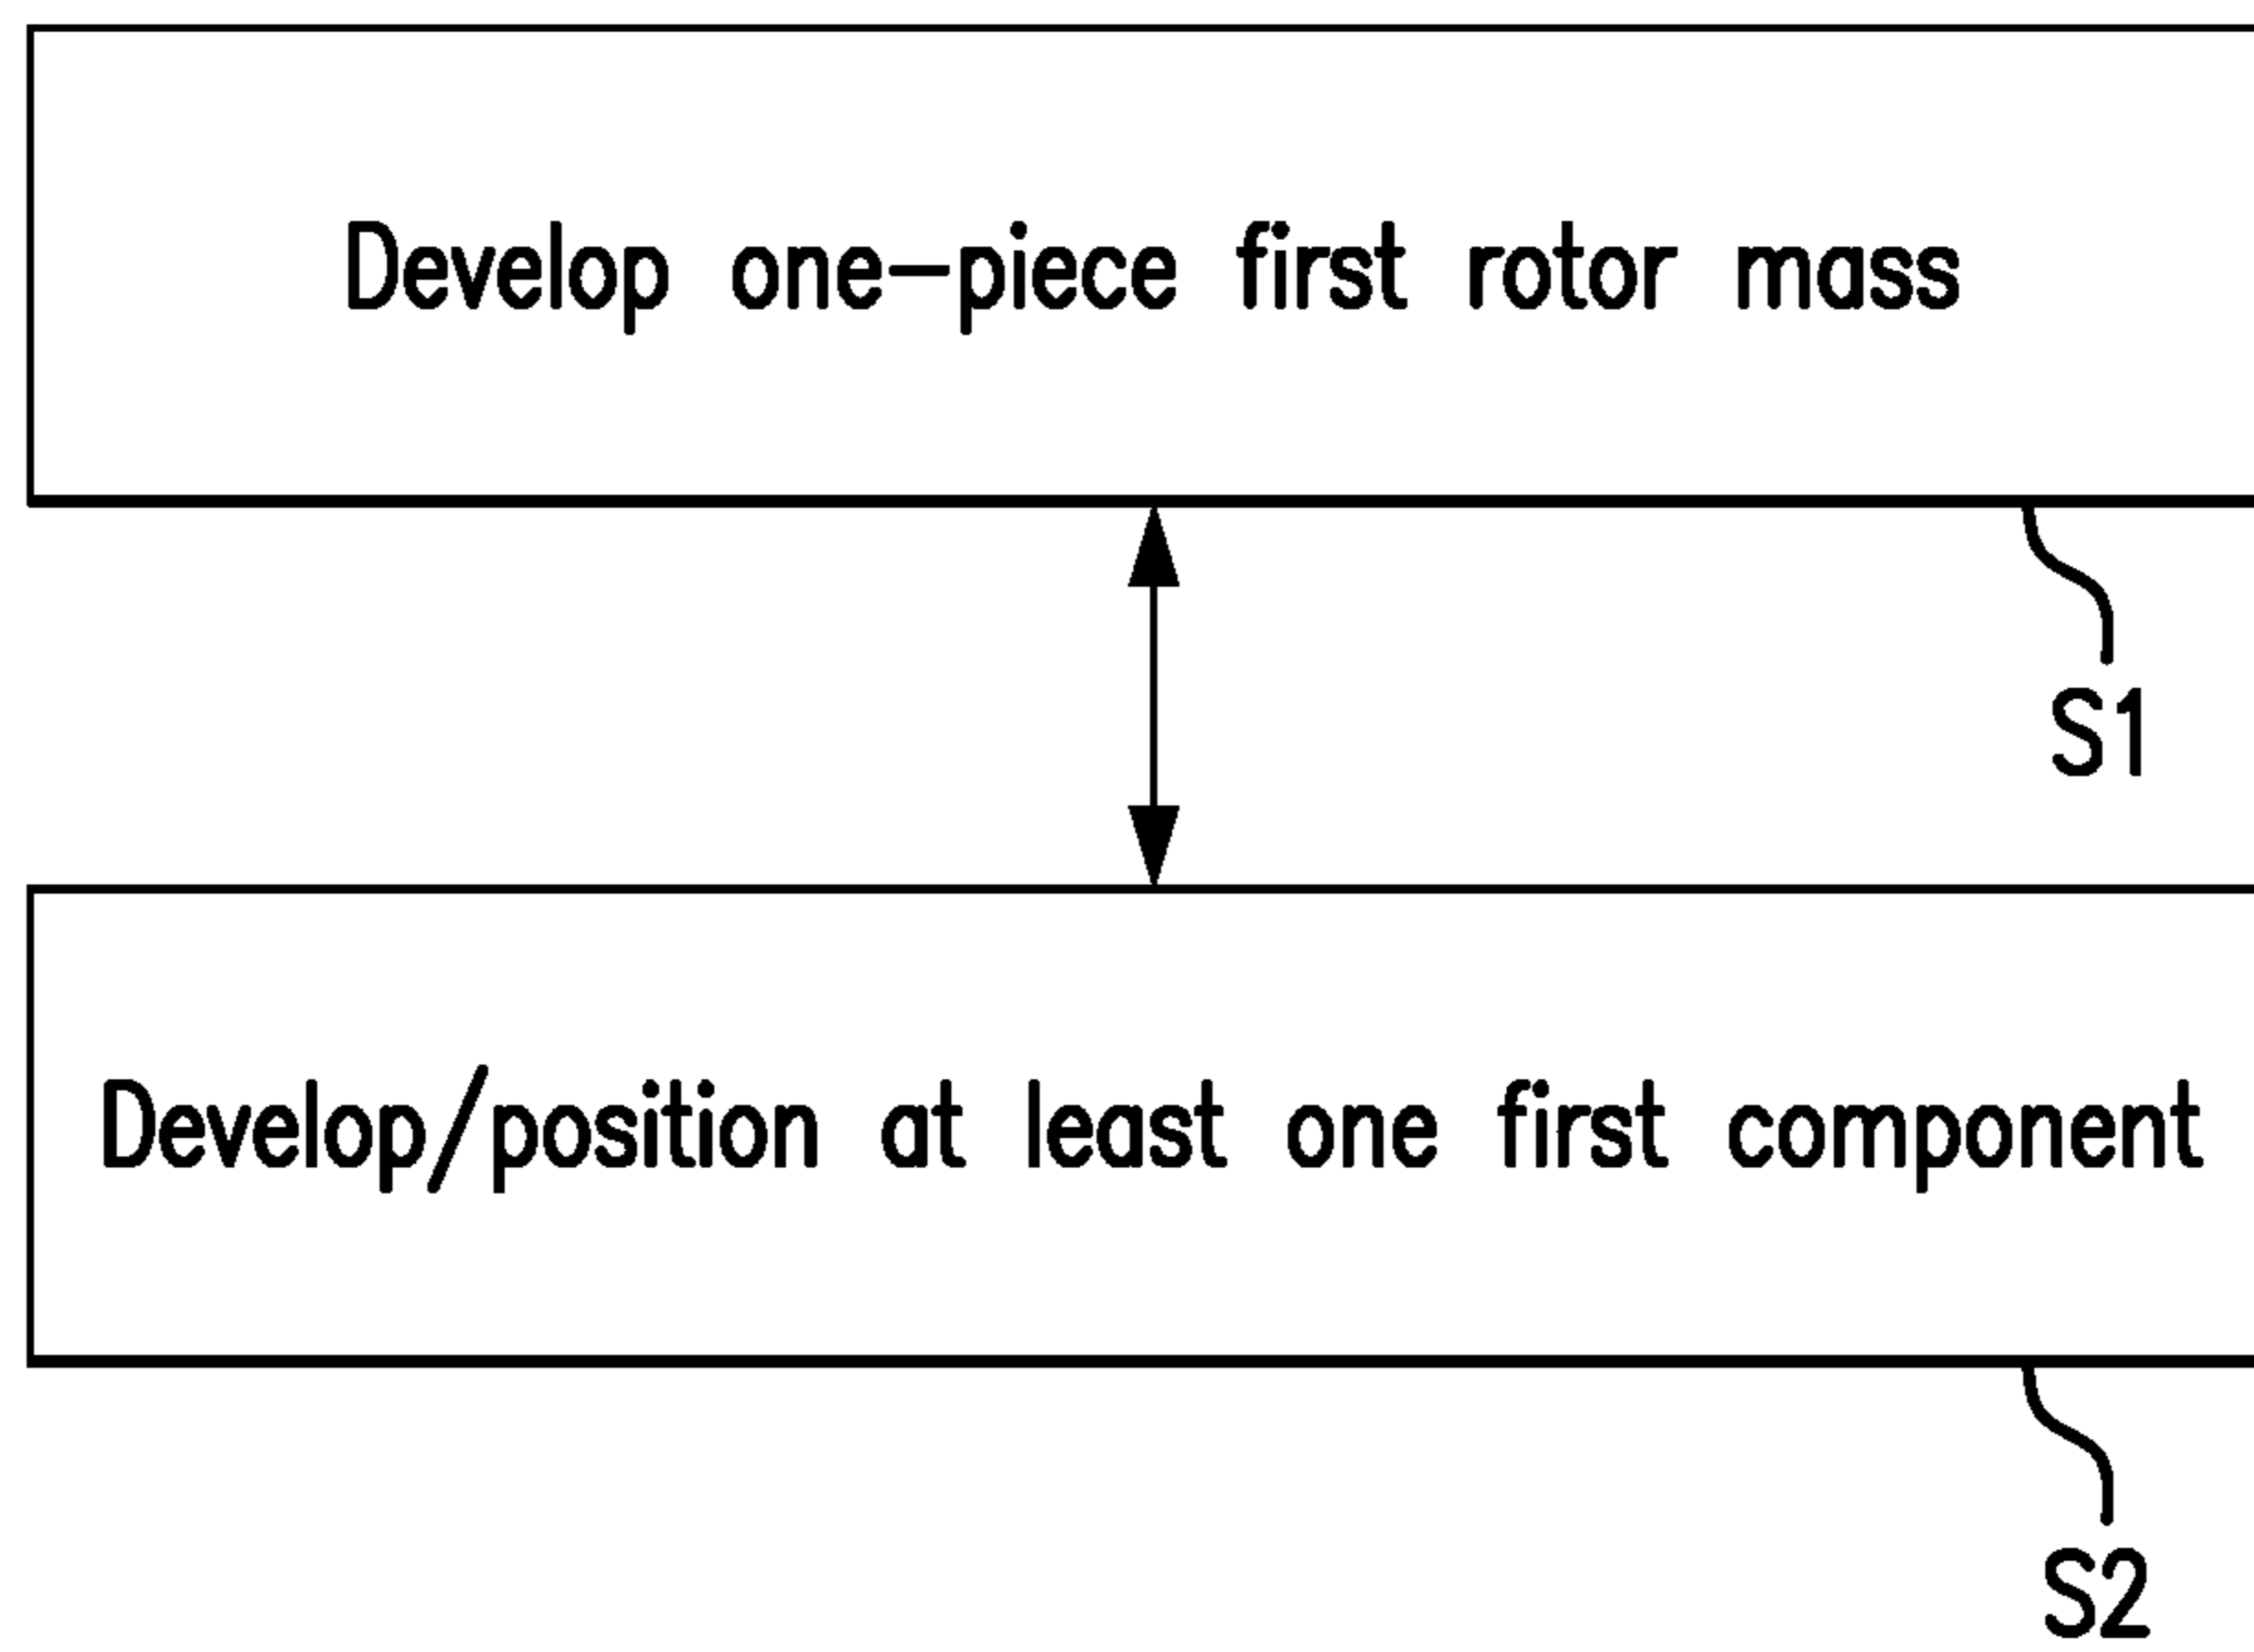 Develop one-piece first rotor mass
S1
Develop/position at least one first component
S2